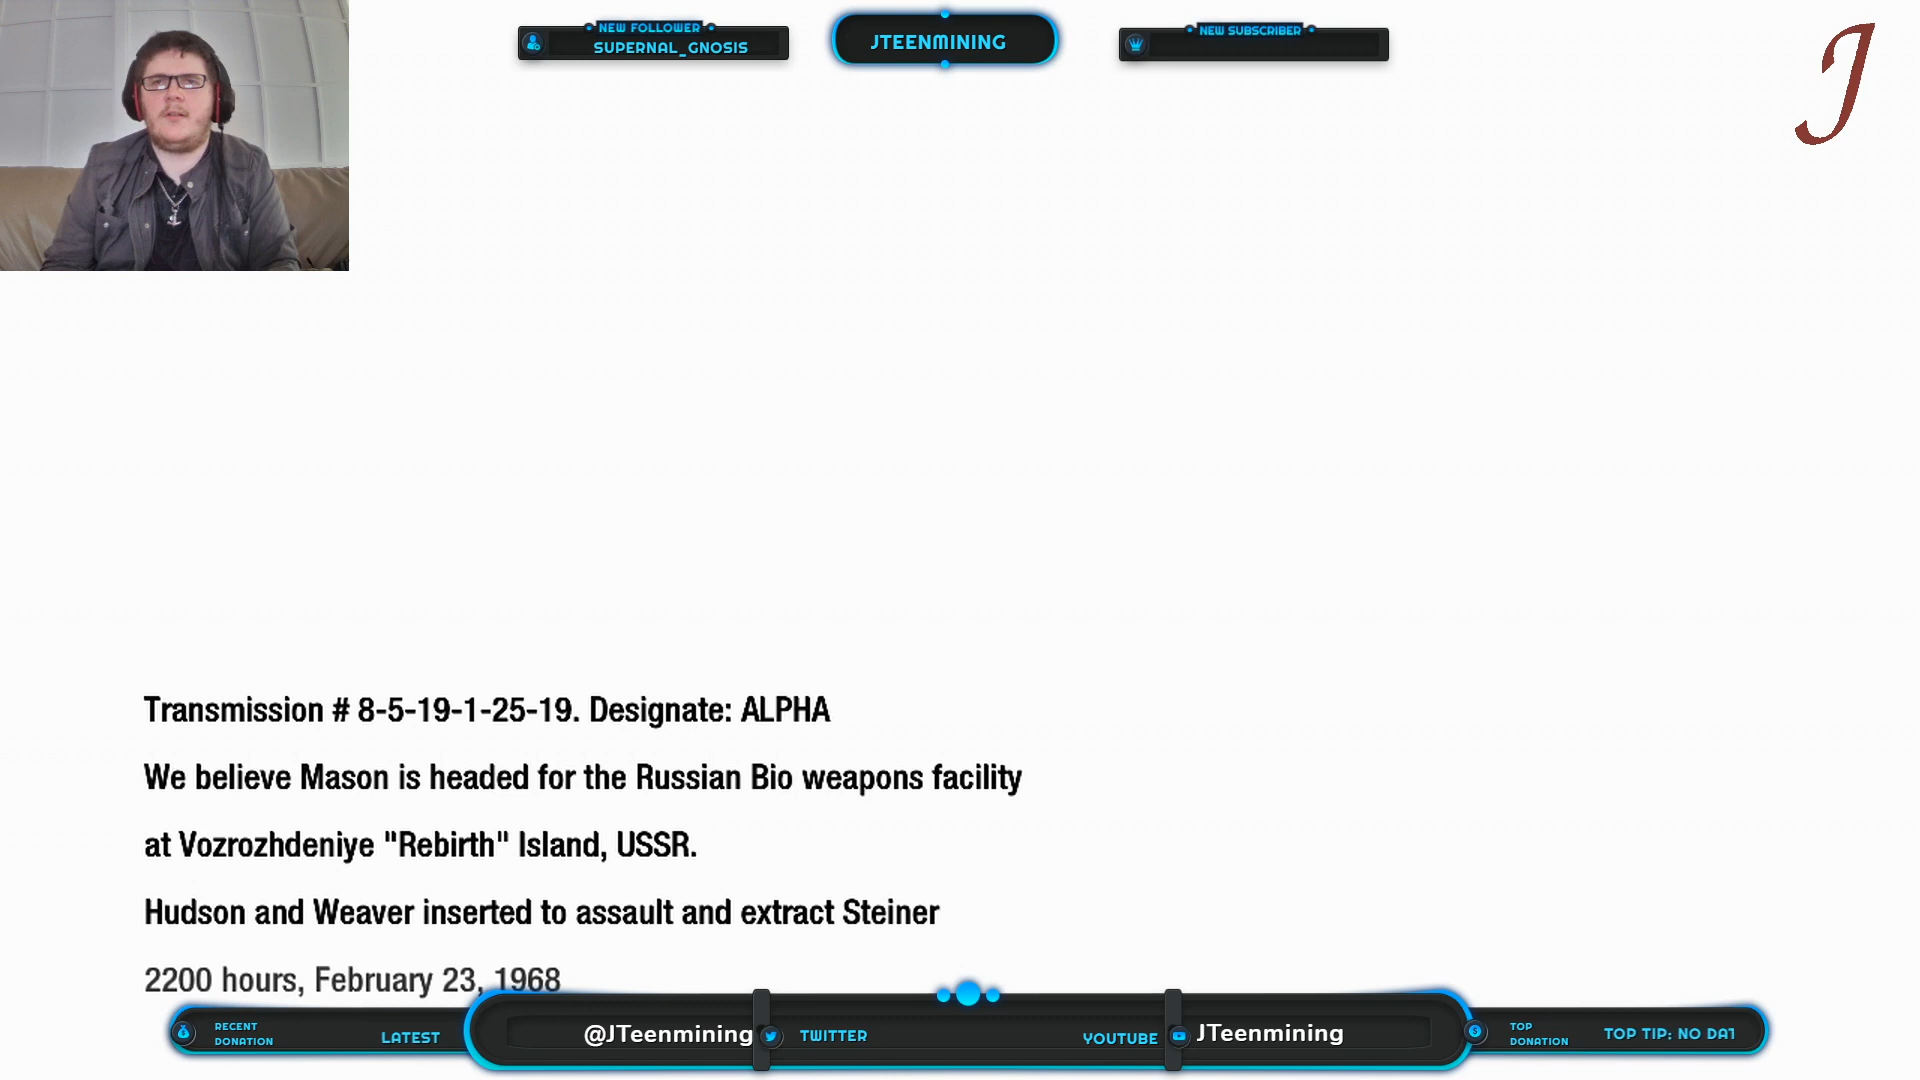 NEW FOLLOWER
SUPERNAL_GNOSIS
JTEENMINING
NEW SUBSCRIBER
J
Transmission # 8-5-19-1-25-19. Designate: ALPHA
We believe Mason is headed for the Russian Bio weapons facility
at Vozrozhdeniye "Rebirth" Island, USSR.
Hudson and Weaver inserted to assault and extract Steiner
2200 hours, February 23, 1968
RECENT DONATION
LATEST
@JTeenmining
TWITTER
YOUTUBE
JTeenmining
TOP DONATION
TOP TIP: NO DAT